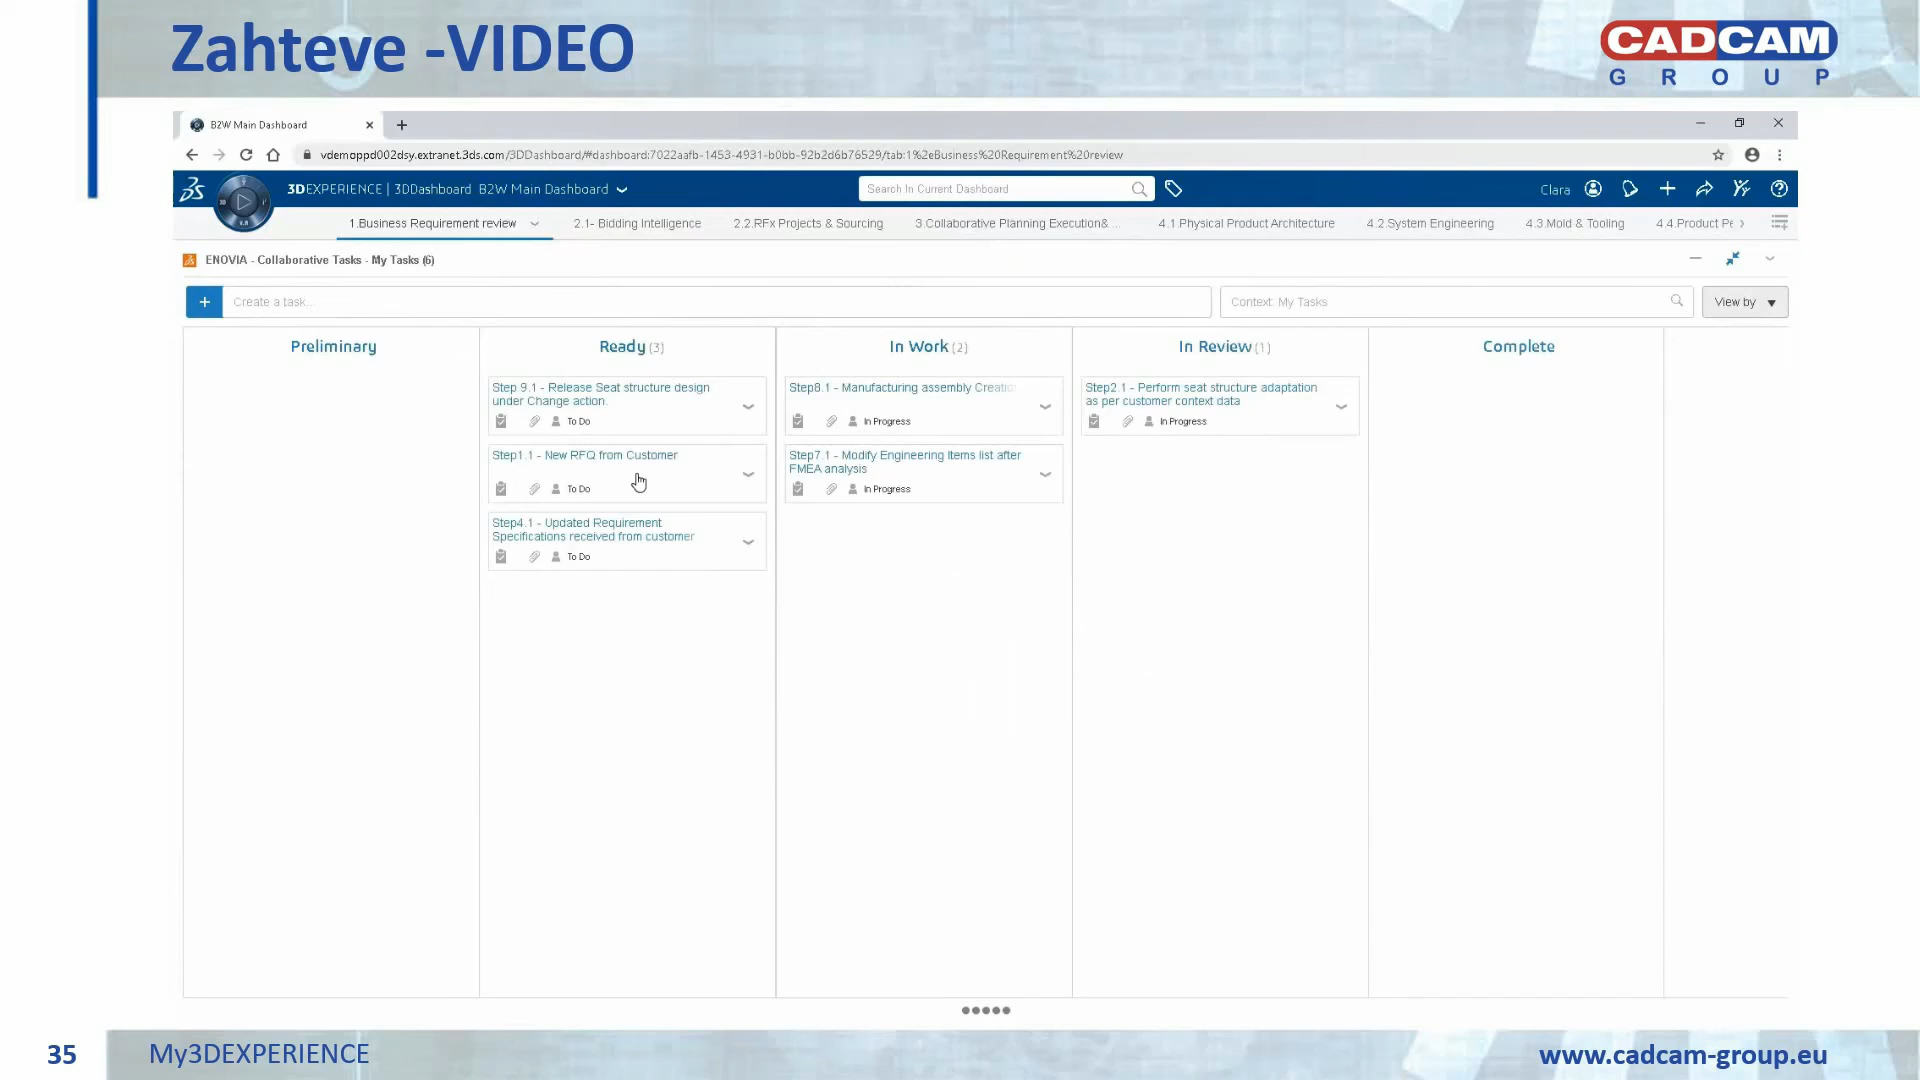 Zahteve -VIDEO
CADCAM
GROUP
B2W Main Dashboard
vdemoppd002dsy.extranet.3ds.com/3DDashboard/#dashboard:7022aafb-1453-4931-b0bb-92b2d6b76529/tab:1%2eBusiness%20Requirement%20review
3DEXPERIENCE | 3DDashboard B2W Main Dashboard
Search In Current Dashboard
Clara
1.Business Requirement review
2.1- Bidding Intelligence
2.2.RFx Projects & Sourcing
3.Collaborative Planning Execution& ...
4.1.Physical Product Architecture
4.2.System Engineering
4.3.Mold & Tooling
4.4.Product Pe
ENOVIA - Collaborative Tasks - My Tasks (6)
+ Create a task...
Context: My Tasks
View by
Preliminary
Ready (3)
Step 9.1 - Release Seat structure design
under Change action.
To Do
Step1.1 - New RFQ from Customer
To Do
Step4.1 - Updated Requirement
Specifications received from customer
To Do
In Work (2)
Step8.1 - Manufacturing assembly Creatio
In Progress
Step7.1 - Modify Engineering Items list after
FMEA analysis
In Progress
In Review (1)
Step2.1 - Perform seat structure adaptation
as per customer context data
In Progress
Complete
35
My3DEXPERIENCE
www.cadcam-group.eu